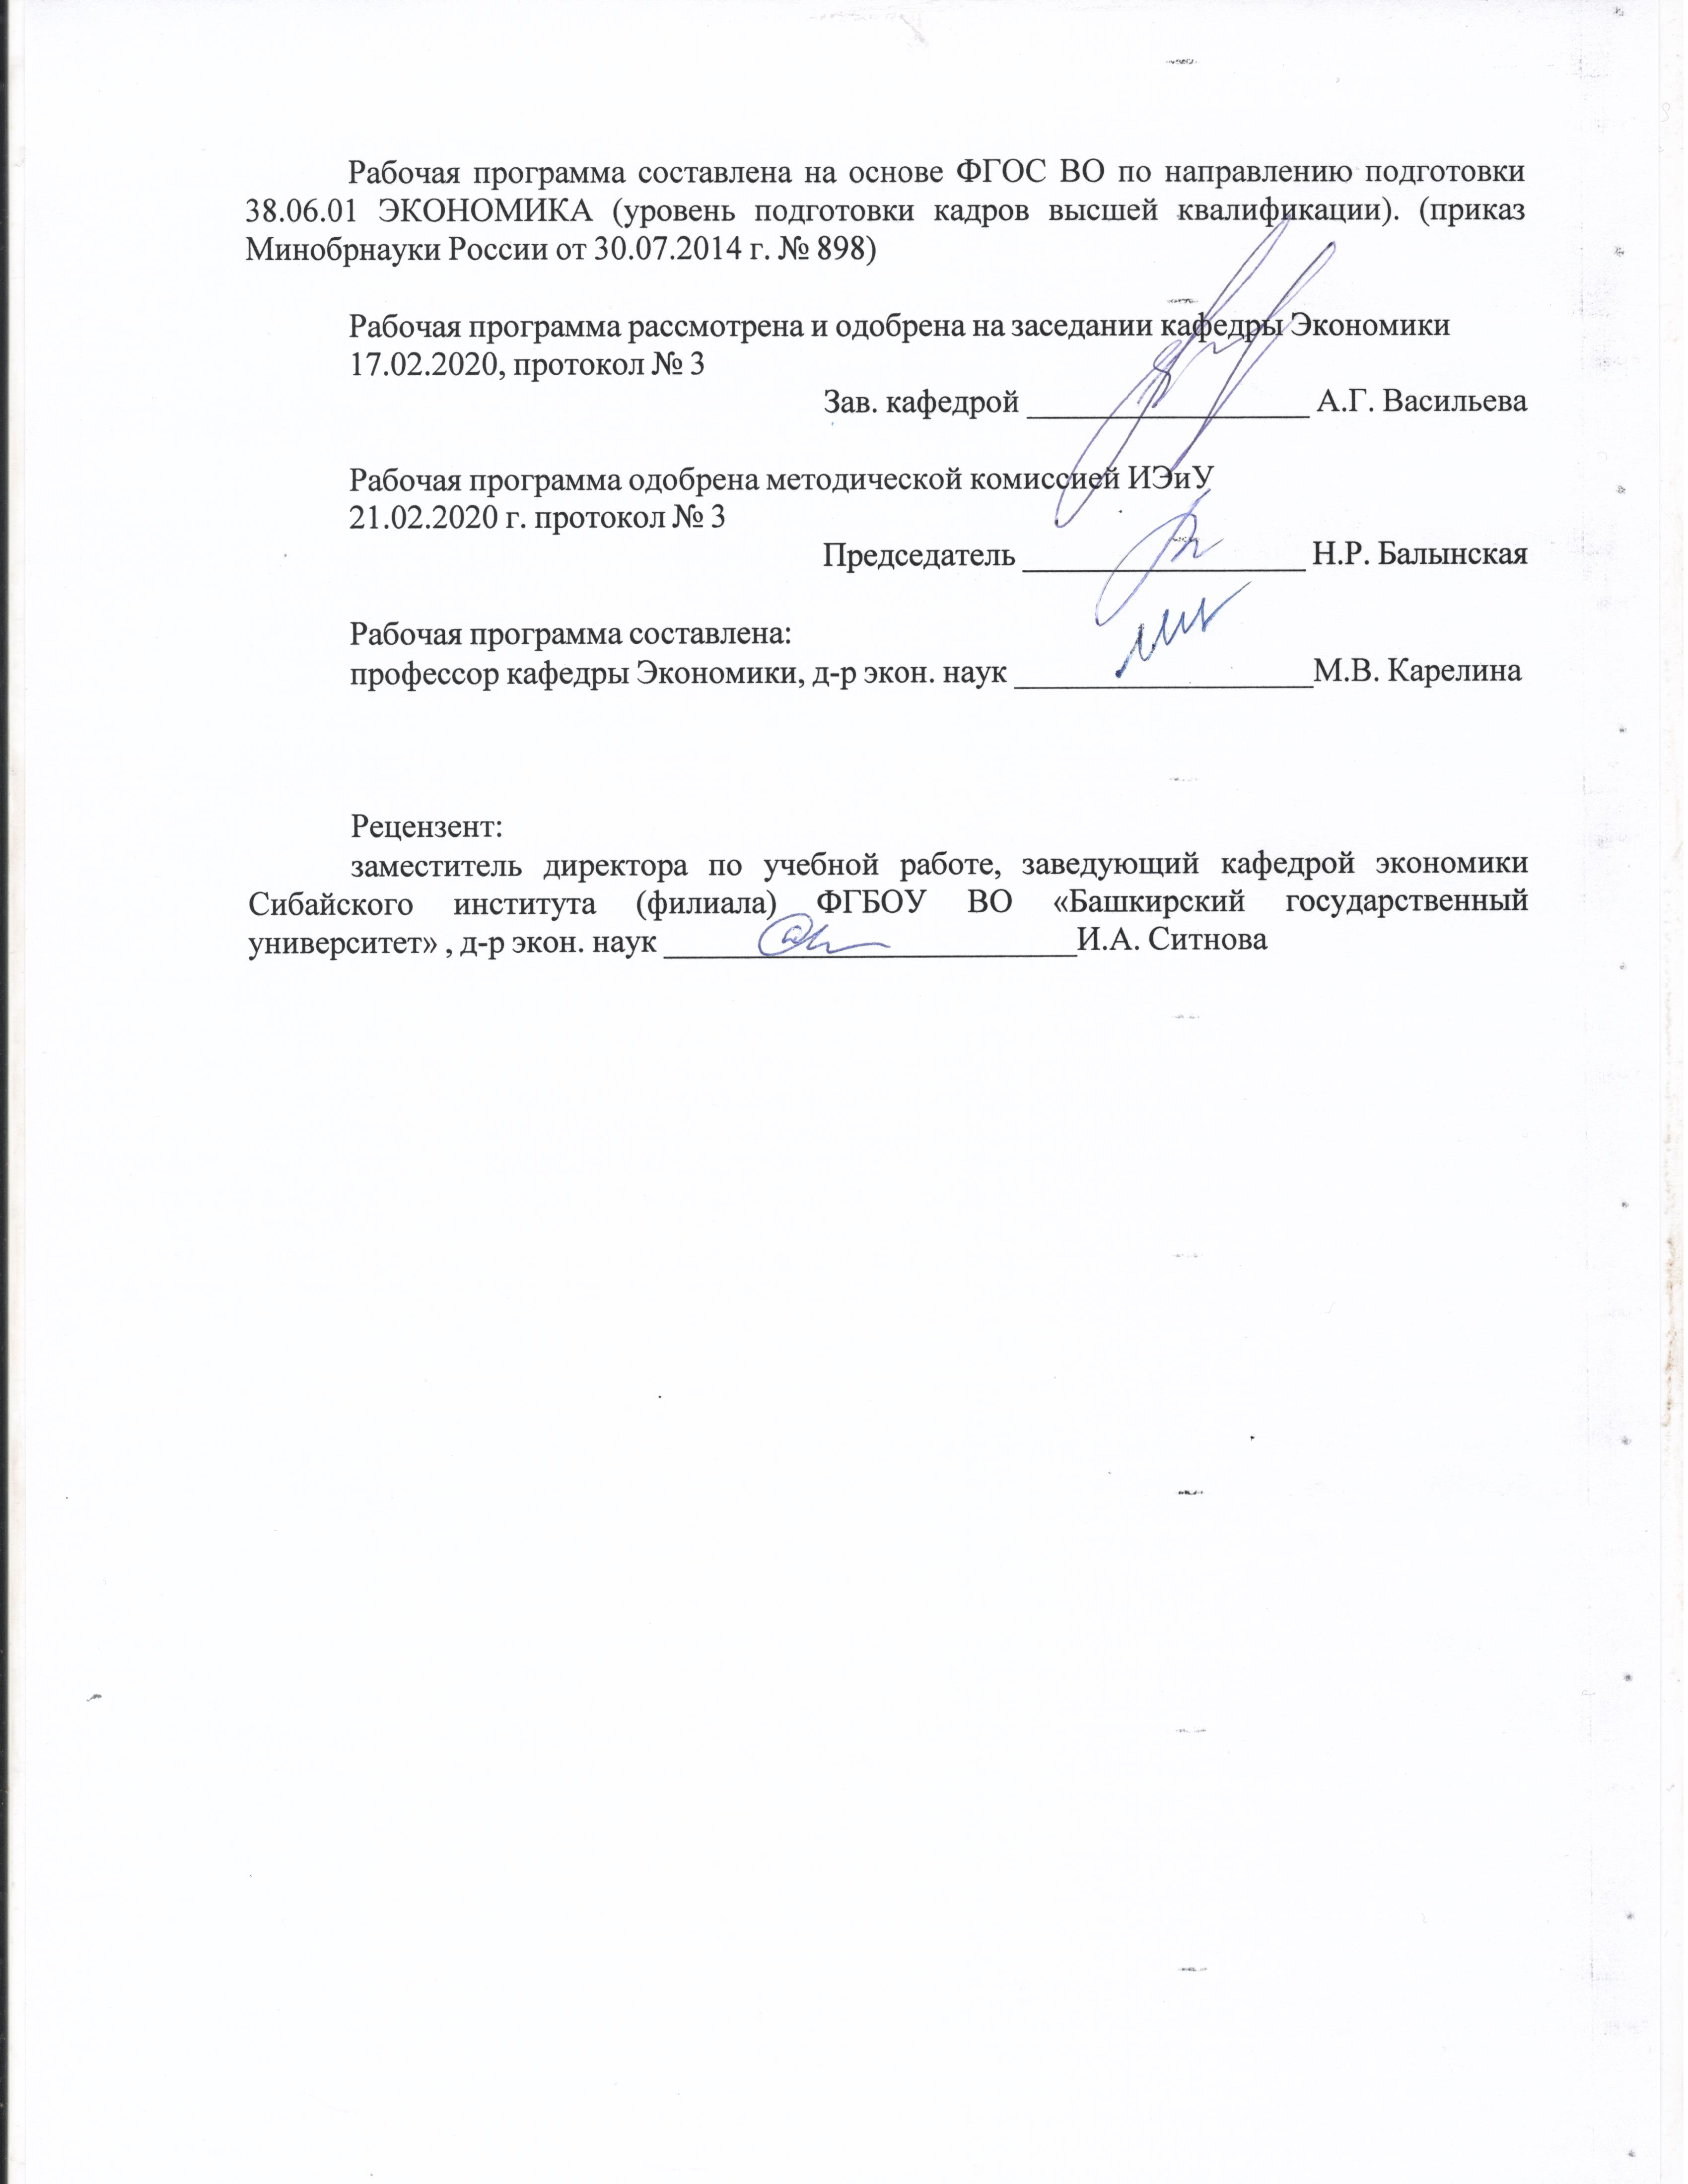 Рабочая программа составлена на основе ФГОС ВО по направлению подготовки
38.06.01 ЭКОНОМИКА (уровень подготовки кадров высшей квалификации). (приказ
Минобрнауки России от 30.07.2014 г. № 898)
Рабочая программа рассмотрена и одобрена на заседании кафедры Экономики
17.02.2020, протокол № 3
Зав. кафедрой ____________________ А.Г. Васильева
Рабочая программа одобрена методической комиссией ИЭиУ
21.02.2020 г. протокол № 3
Председатель ____________________ Н.Р. Балынская
Рабочая программа составлена:
профессор кафедры Экономики, д-р экон. наук ____________________М.В. Карелина
Рецензент:
заместитель директора по учебной работе, заведующий кафедрой экономики
Сибайского института (филиала) ФГБОУ ВО «Башкирский государственный
университет» , д-р экон. наук ____________________________И.А. Ситнова